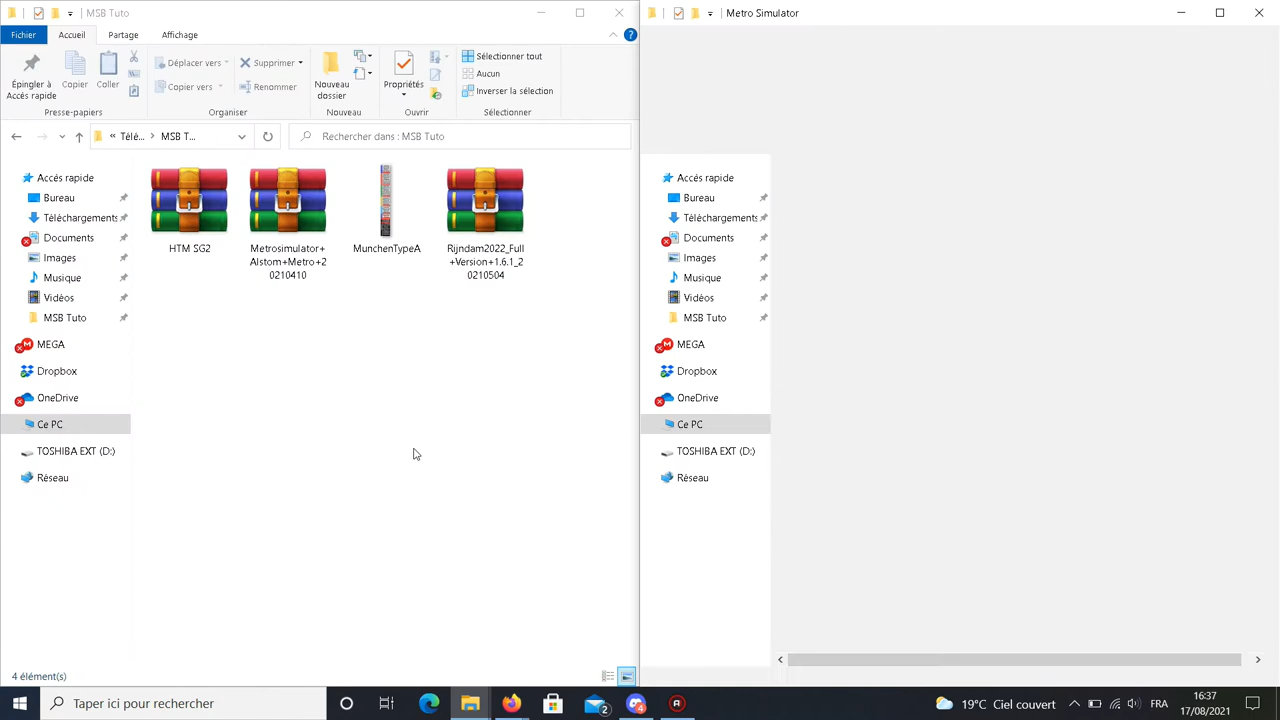 MSB Tuto
Fichier
Accueil
Partage
Affichage
Épingler à
Accès rapide
Copier
Coller
Presse-papiers
Déplacer vers
Copier vers
Supprimer
Renommer
Organiser
Nouveau
dossier
Nouveau
Propriétés
Ouvrir
Sélectionner tout
Aucun
Inverser la sélection
Sélectionner
« Télé... > MSB T...
Rechercher dans : MSB Tuto
Accès rapide
Bureau
Téléchargements
Documents
Images
Musique
Vidéos
MSB Tuto
MEGA
Dropbox
OneDrive
Ce PC
TOSHIBA EXT (D:)
Réseau
HTM SG2
Metrosimulator+
Alstom+Metro+2
0210410
MunchenTypeA
Rijndam2022_Full
+Version+1.6.1_2
0210504
4 élément(s)
Metro Simulator
Accès rapide
Bureau
Téléchargements
Documents
Images
Musique
Vidéos
MSB Tuto
MEGA
Dropbox
OneDrive
Ce PC
TOSHIBA EXT (D:)
Réseau
Taper ici pour rechercher
2
4
19°C Ciel couvert
FRA
16:37
17/08/2021